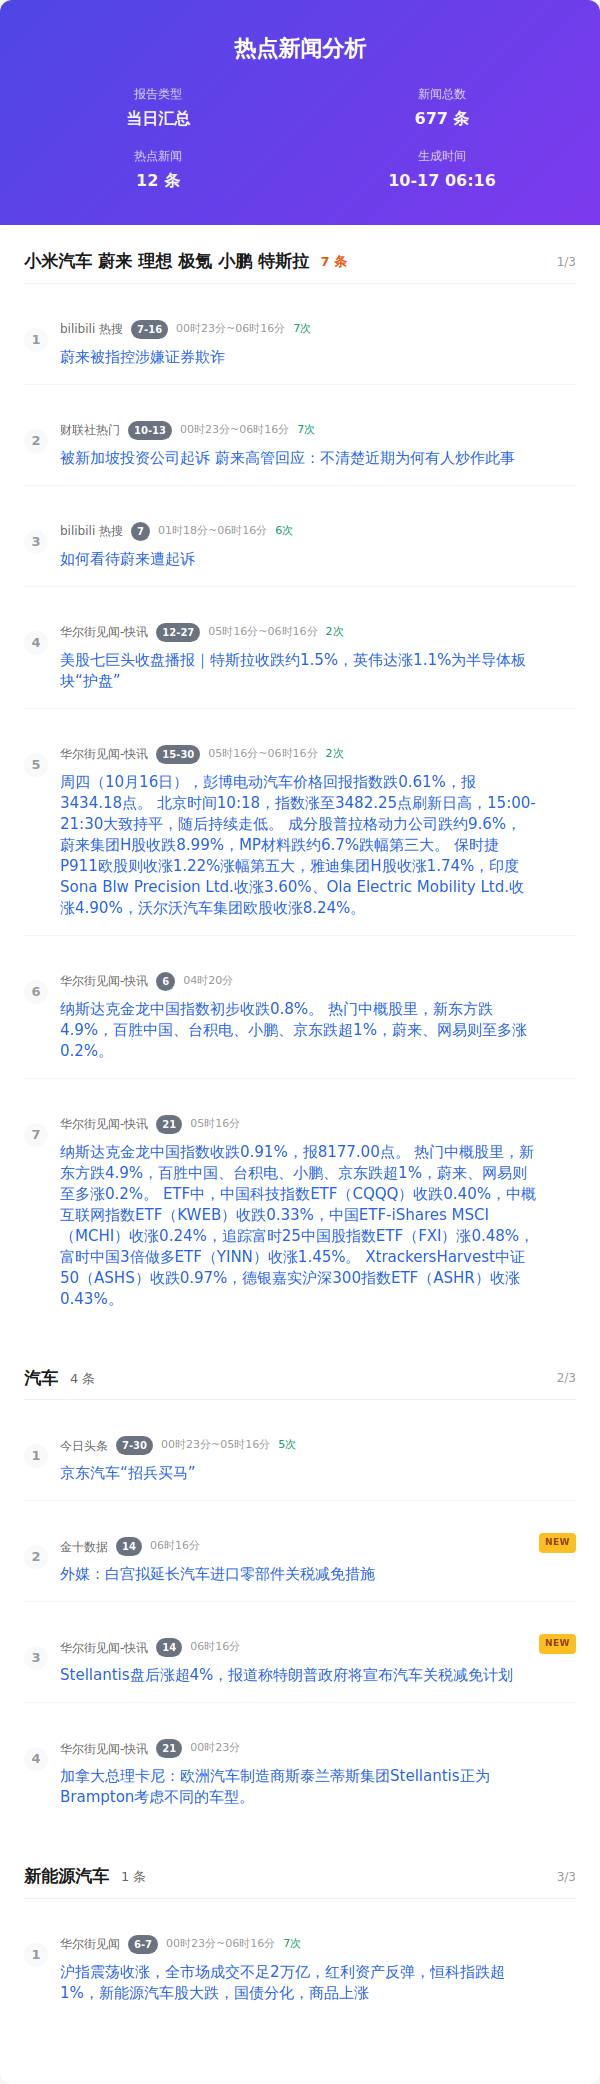 热点新闻分析
报告类型
当日汇总
新闻总数
677 条
热点新闻
12 条
生成时间
10-17 06:16
小米汽车 蔚来 理想 极氪 小鹏 特斯拉 7 条 1/3
1
bilibili 热搜 7-16 00时23分~06时16分 7次
蔚来被指控涉嫌证券欺诈
2
财联社热门 10-13 00时23分~06时16分 7次
被新加坡投资公司起诉 蔚来高管回应：不清楚近期为何有人炒作此事
3
bilibili 热搜 7 01时18分~06时16分 6次
如何看待蔚来遭起诉
4
华尔街见闻-快讯 12-27 05时16分~06时16分 2次
美股七巨头收盘播报｜特斯拉收跌约1.5%，英伟达涨1.1%为半导体板
块“护盘”
5
华尔街见闻-快讯 15-30 05时16分~06时16分 2次
周四（10月16日），彭博电动汽车价格回报指数跌0.61%，报
3434.18点。 北京时间10:18，指数涨至3482.25点刷新日高，15:00-
21:30大致持平，随后持续走低。 成分股普拉格动力公司跌约9.6%，
蔚来集团H股收跌8.99%，MP材料跌约6.7%跌幅第三大。 保时捷
P911欧股则收涨1.22%涨幅第五大，雅迪集团H股收涨1.74%，印度
Sona Blw Precision Ltd.收涨3.60%、Ola Electric Mobility Ltd.收
涨4.90%，沃尔沃汽车集团欧股收涨8.24%。
6
华尔街见闻-快讯 6 04时20分
纳斯达克金龙中国指数初步收跌0.8%。 热门中概股里，新东方跌
4.9%，百胜中国、台积电、小鹏、京东跌超1%，蔚来、网易则至多涨
0.2%。
7
华尔街见闻-快讯 21 05时16分
纳斯达克金龙中国指数收跌0.91%，报8177.00点。 热门中概股里，新
东方跌4.9%，百胜中国、台积电、小鹏、京东跌超1%，蔚来、网易则
至多涨0.2%。 ETF中，中国科技指数ETF（CQQQ）收跌0.40%，中概
互联网指数ETF（KWEB）收跌0.33%，中国ETF-iShares MSCI
（MCHI）收涨0.24%，追踪富时25中国股指数ETF（FXI）涨0.48%，
富时中国3倍做多ETF（YINN）收涨1.45%。 XtrackersHarvest中证
50（ASHS）收跌0.97%，德银嘉实沪深300指数ETF（ASHR）收涨
0.43%。
汽车 4 条 2/3
1
今日头条 7-30 00时23分~05时16分 5次
京东汽车“招兵买马”
2
金十数据 14 06时16分 NEW
外媒：白宫拟延长汽车进口零部件关税减免措施
3
华尔街见闻-快讯 14 06时16分 NEW
Stellantis盘后涨超4%，报道称特朗普政府将宣布汽车关税减免计划
4
华尔街见闻-快讯 21 00时23分
加拿大总理卡尼：欧洲汽车制造商斯泰兰蒂斯集团Stellantis正为
Brampton考虑不同的车型。
新能源汽车 1 条 3/3
1
华尔街见闻 6-7 00时23分~06时16分 7次
沪指震荡收涨，全市场成交不足2万亿，红利资产反弹，恒科指跌超
1%，新能源汽车股大跌，国债分化，商品上涨